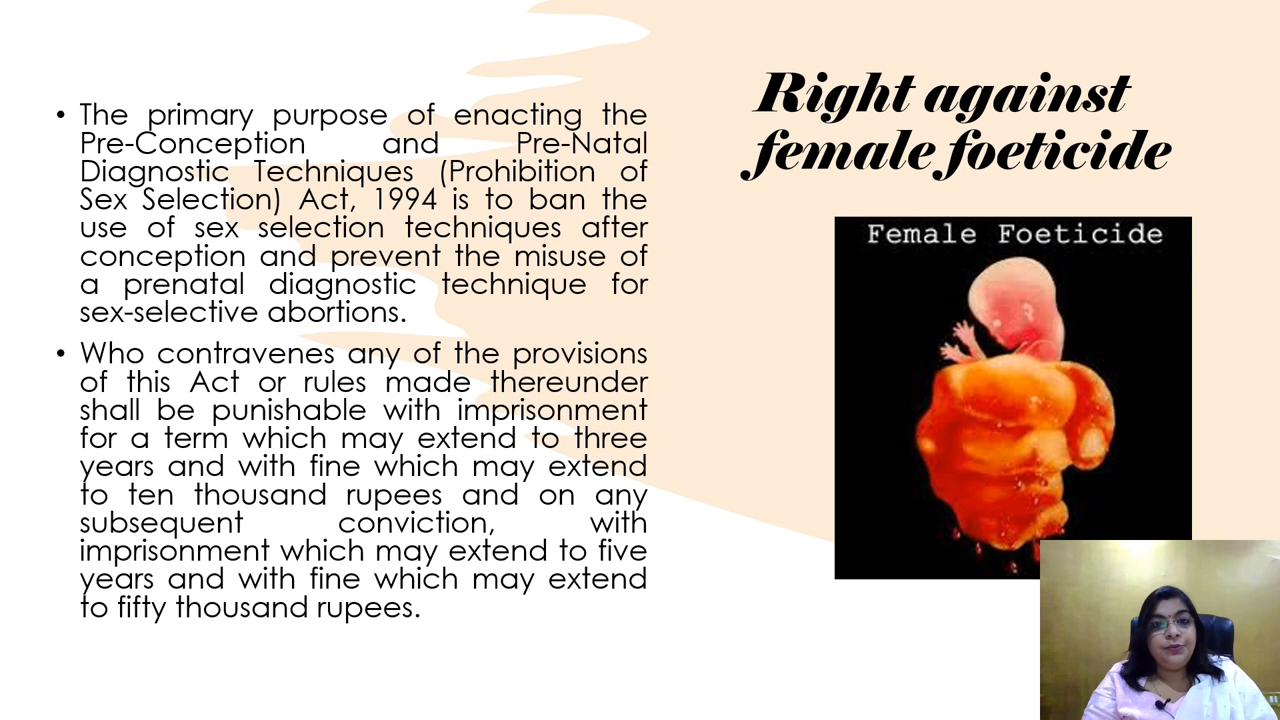 Right against
female foeticide
• The primary purpose of enacting the
Pre-Conception and Pre-Natal
Diagnostic Techniques (Prohibition of
Sex Selection) Act, 1994 is to ban the
use of sex selection techniques after
conception and prevent the misuse of
a prenatal diagnostic technique for
sex-selective abortions.
• Who contravenes any of the provisions
of this Act or rules made thereunder
shall be punishable with imprisonment
for a term which may extend to three
years and with fine which may extend
to ten thousand rupees and on any
subsequent conviction, with
imprisonment which may extend to five
years and with fine which may extend
to fifty thousand rupees.
Female Foeticide